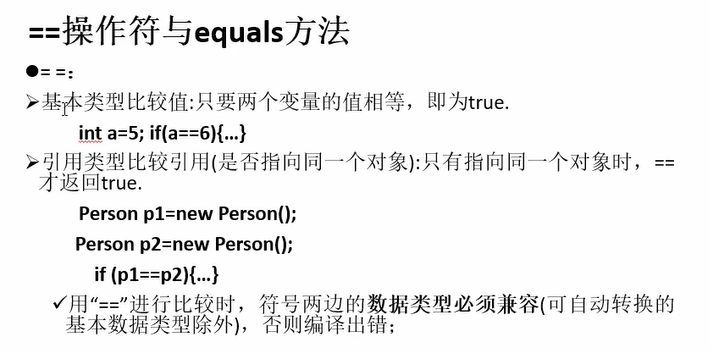 ==操作符与equals方法
●= =：
➢基本类型比较值:只要两个变量的值相等，即为true.
int a=5; if(a==6){…}
➢引用类型比较引用(是否指向同一个对象):只有指向同一个对象时，==
才返回true.
Person p1=new Person();
Person p2=new Person();
if (p1==p2){…}
✓用“==”进行比较时，符号两边的数据类型必须兼容(可自动转换的
基本数据类型除外)，否则编译出错；